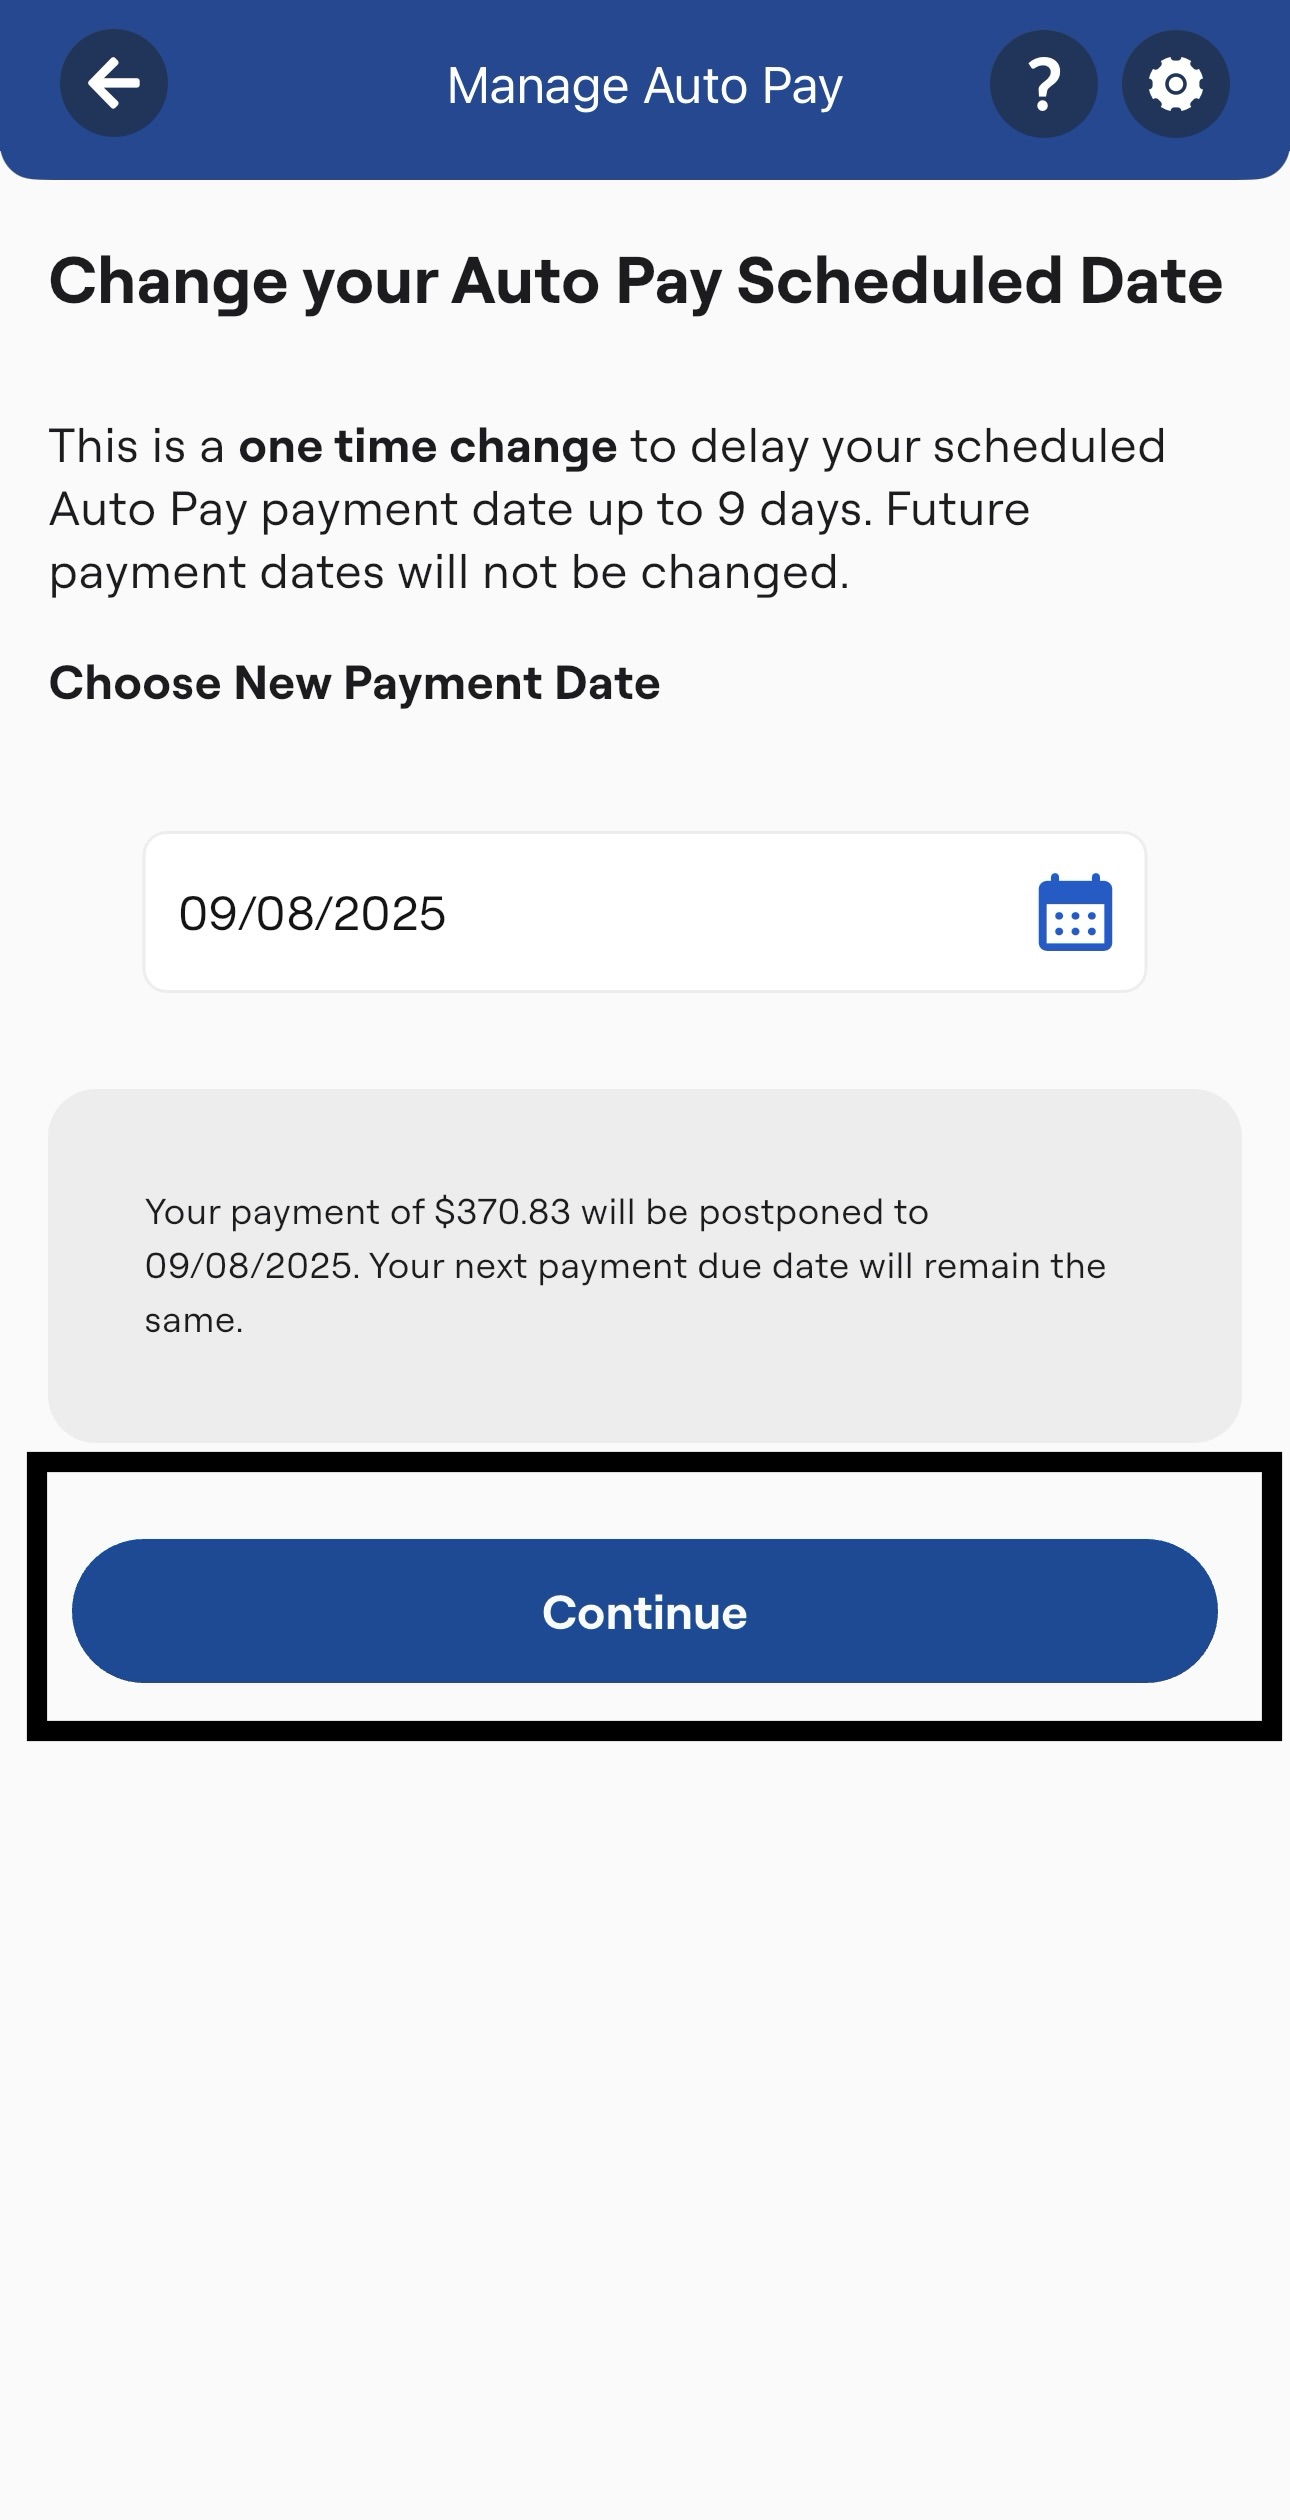 Manage Auto Pay
?
Change your Auto Pay Scheduled Date
This is a one time change to delay your scheduled
Auto Pay payment date up to 9 days. Future
payment dates will not be changed.
Choose New Payment Date
09/08/2025
Your payment of $370.83 will be postponed to
09/08/2025. Your next payment due date will remain the
same.
Continue